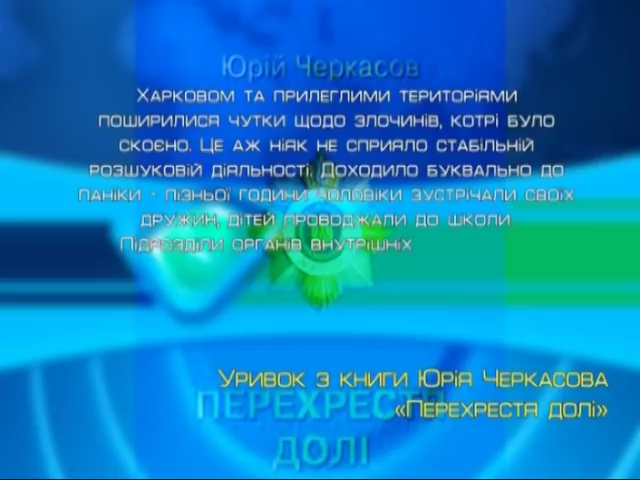 Юрій Черкасов
Харковом та прилеглими територіями
поширилися чутки щодо злочинів, котрі було
скоєно. Це аж ніяк не сприяло стабільній
розшуковій діяльності. Доходило буквально до
паніки - пізньої години чоловіки зустрічали своїх
дружин, дітей проводжали до школи
Підрозділи органів внутрішніх
Уривок з книги Юрія Черкасова
«Перехрестя долі»
ПЕРЕХРЕСТЯ
ДОЛІ